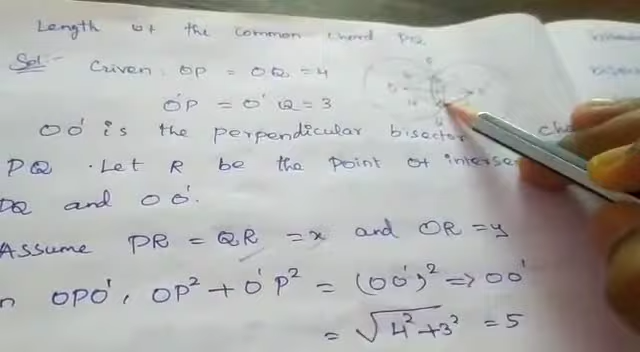 Length of the common chord PQ
Sol:- Given OP = OQ = 4
O'P = O'Q = 3
OO' is the perpendicular bisector
PQ . Let R be the point of
PQ and OO'.
Assume PR = QR = x and OR = y
OPO', OP² + O'P² = (OO')² => OO'
= √4²+3² = 5